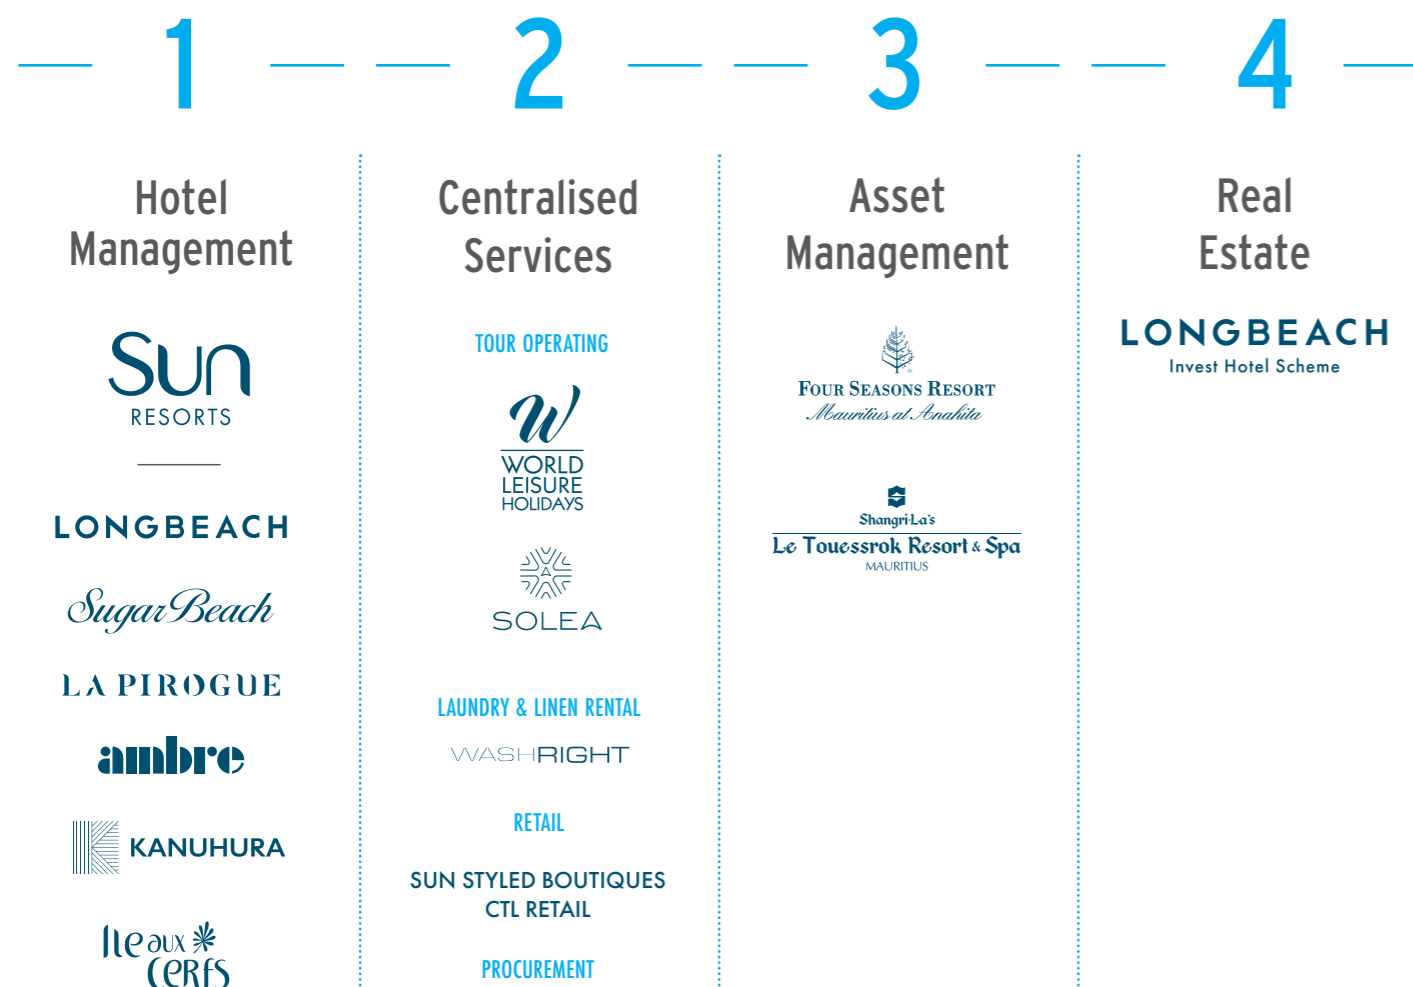 1
Hotel
Management
Sun
RESORTS
LONGBEACH
Sugar Beach
LA PIROGUE
ambre
KANUHURA
Ile aux
CERFS
2
Centralised
Services
TOUR OPERATING
W
WORLD
LEISURE
HOLIDAYS
SOLEA
LAUNDRY & LINEN RENTAL
WASHRIGHT
RETAIL
SUN STYLED BOUTIQUES
CTL RETAIL
PROCUREMENT
3
Asset
Management
FOUR SEASONS RESORT
Mauritius at Anahita
Shangri-La's
Le Touessrok Resort & Spa
MAURITIUS
4
Real
Estate
LONGBEACH
Invest Hotel Scheme